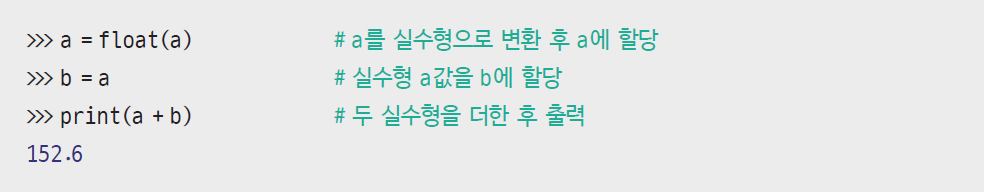 >>> a = float(a) # a를 실수형으로 변환 후 a에 할당
>>> b = a # 실수형 a값을 b에 할당
>>> print(a + b) # 두 실수형을 더한 후 출력
152.6